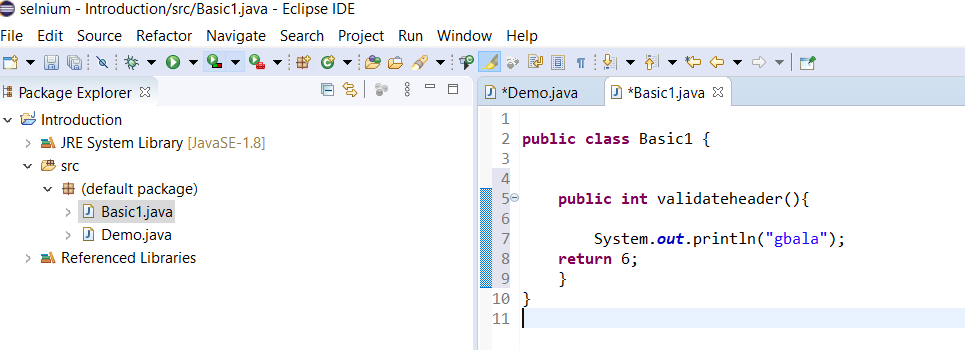 selnium - Introduction/src/Basic1.java - Eclipse IDE
File Edit Source Refactor Navigate Search Project Run Window Help
Package Explorer
Introduction
JRE System Library [JavaSE-1.8]
src
(default package)
Basic1.java
Demo.java
Referenced Libraries
*Demo.java *Basic1.java
1
2 public class Basic1 {
3
4
5 public int validateheader(){
6
7 System.out.println("gbala");
8 return 6;
9 }
10 }
11